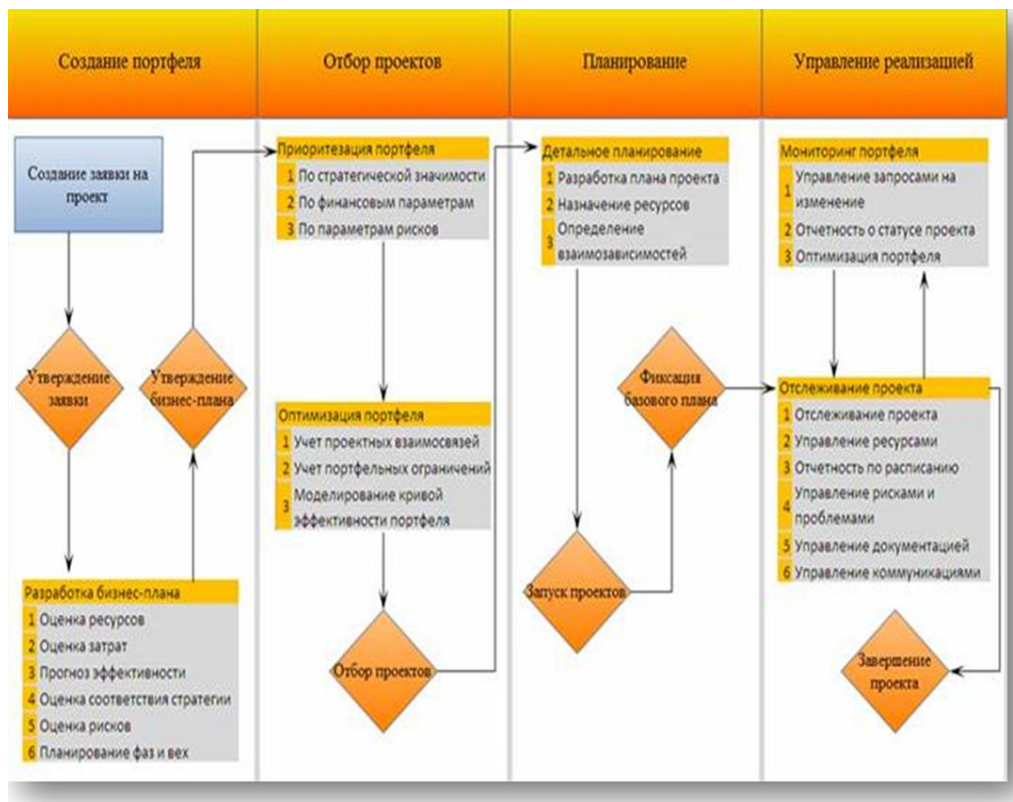 Создание портфеля
Отбор проектов
Планирование
Управление реализацией
Создание заявки на
проект
Утверждение
заявки
Утверждение
бизнес-плана
Разработка бизнес-плана
1 Оценка ресурсов
2 Оценка затрат
3 Прогноз эффективности
4 Оценка соответствия стратегии
5 Оценка рисков
6 Планирование фаз и вех
Приоритезация портфеля
1 По стратегической значимости
2 По финансовым параметрам
3 По параметрам рисков
Оптимизация портфеля
1 Учет проектных взаимосвязей
2 Учет портфельных ограничений
3 Моделирование кривой
эффективности портфеля
Отбор проектов
Детальное планирование
1 Разработка плана проекта
2 Назначение ресурсов
3 Определение
взаимозависимостей
Запуск проектов
Фиксация
базового плана
Мониторинг портфеля
1 Управление запросами на
изменение
2 Отчетность о статусе проекта
3 Оптимизация портфеля
Отслеживание проекта
1 Отслеживание проекта
2 Управление ресурсами
3 Отчетность по расписанию
4 Управление рисками и
проблемами
5 Управление документацией
6 Управление коммуникациями
Завершение
проекта